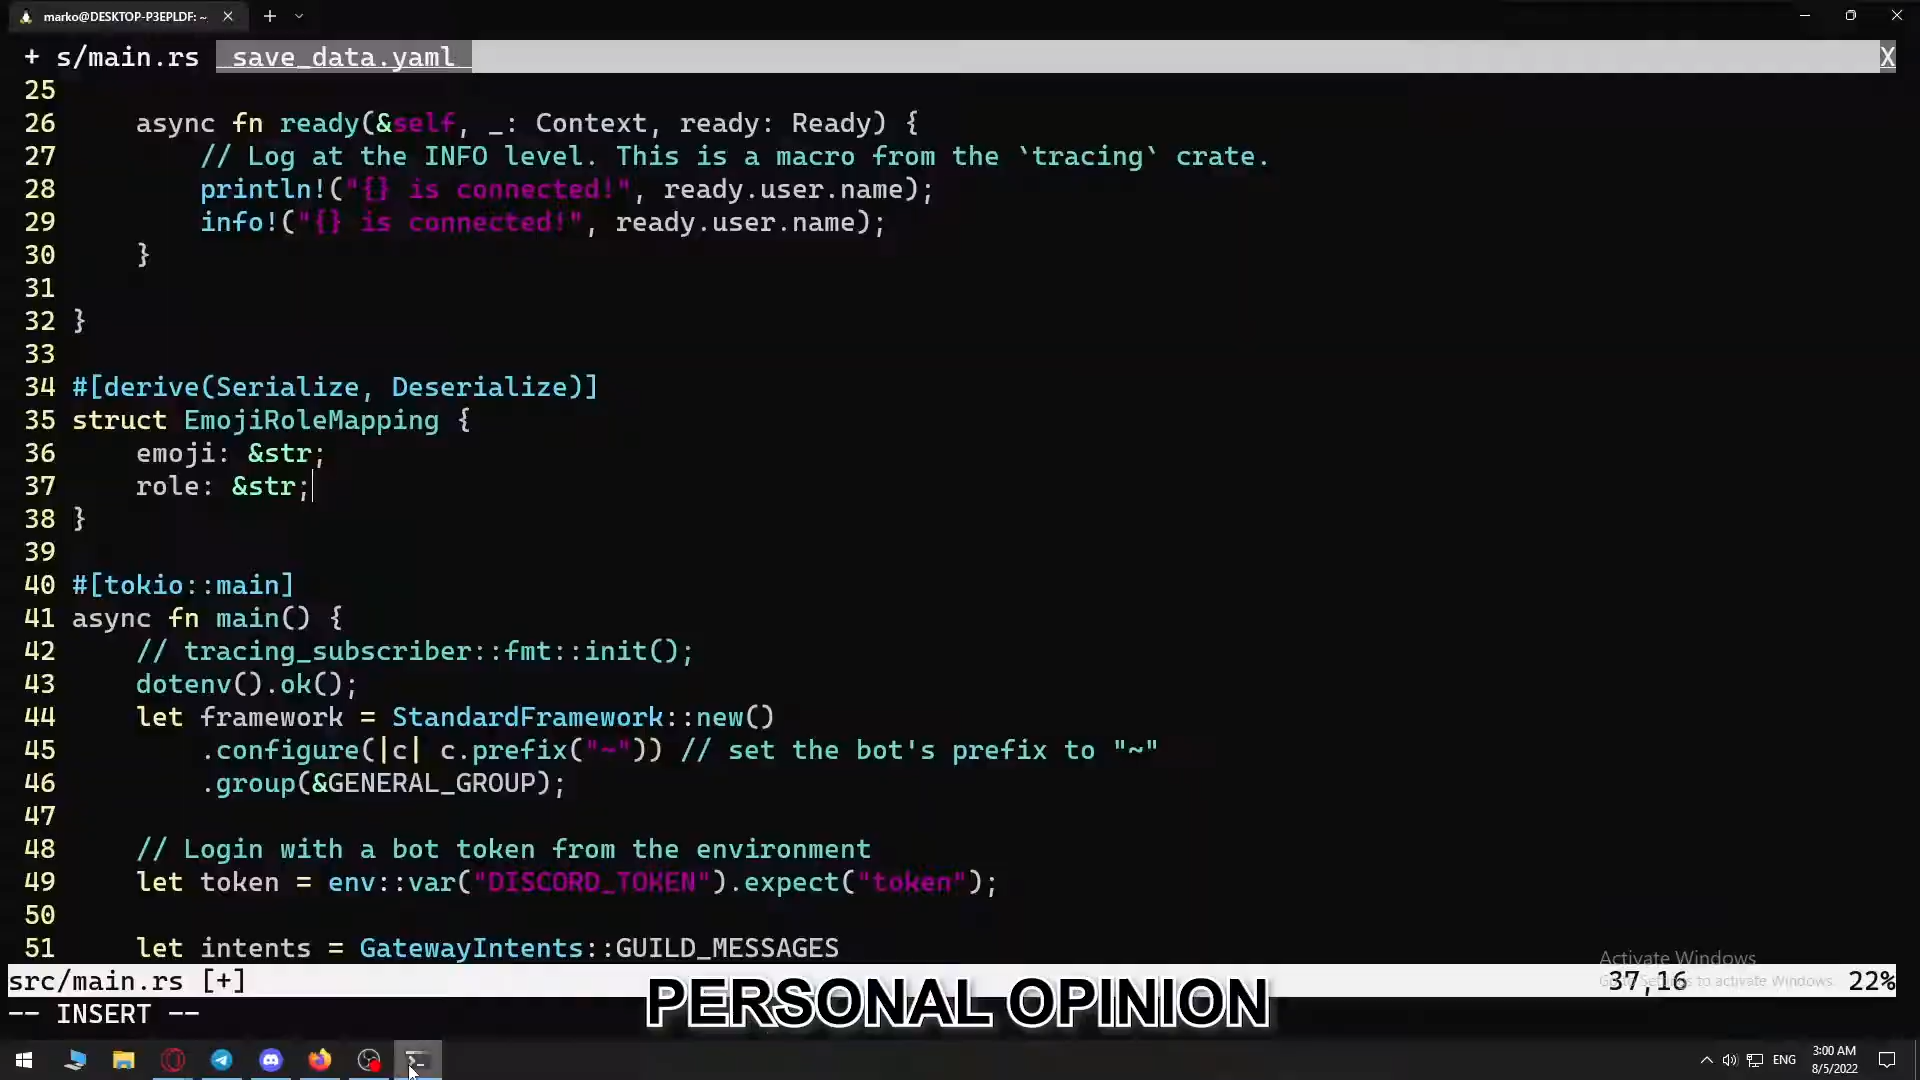 marko@DESKTOP-P3EPLDF: ~
+ s/main.rs  save_data.yaml X
25
26     async fn ready(&self, _: Context, ready: Ready) {
27         // Log at the INFO level. This is a macro from the `tracing` crate.
28         println!("{} is connected!", ready.user.name);
29         info!("{} is connected!", ready.user.name);
30     }
31
32 }
33
34 #[derive(Serialize, Deserialize)]
35 struct EmojiRoleMapping {
36     emoji: &str;
37     role: &str;
38 }
39
40 #[tokio::main]
41 async fn main() {
42     // tracing_subscriber::fmt::init();
43     dotenv().ok();
44     let framework = StandardFramework::new()
45         .configure(|c| c.prefix("~")) // set the bot's prefix to "~"
46         .group(&GENERAL_GROUP);
47
48     // Login with a bot token from the environment
49     let token = env::var("DISCORD_TOKEN").expect("token");
50
51     let intents = GatewayIntents::GUILD_MESSAGES
Activate Windows
Go to Settings to activate Windows.
src/main.rs [+] 37,16 22%
-- INSERT --
PERSONAL OPINION
ENG
3:00 AM
8/5/2022